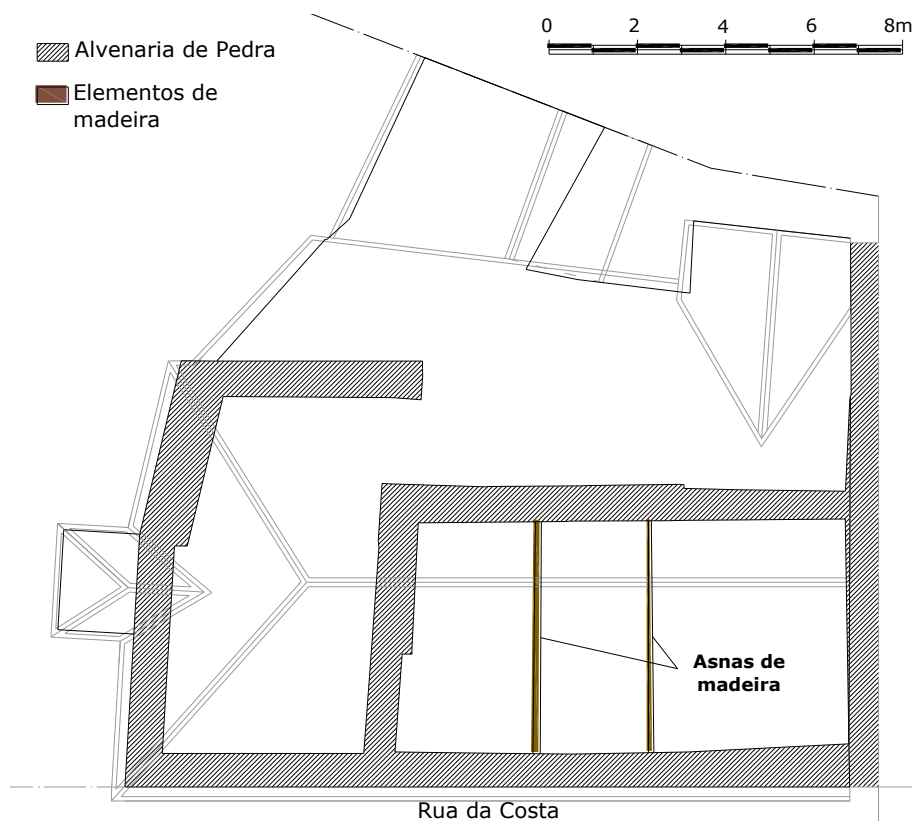 0 2 4 6 8m
Alvenaria de Pedra
Elementos de
madeira
Asnas de
madeira
Rua da Costa